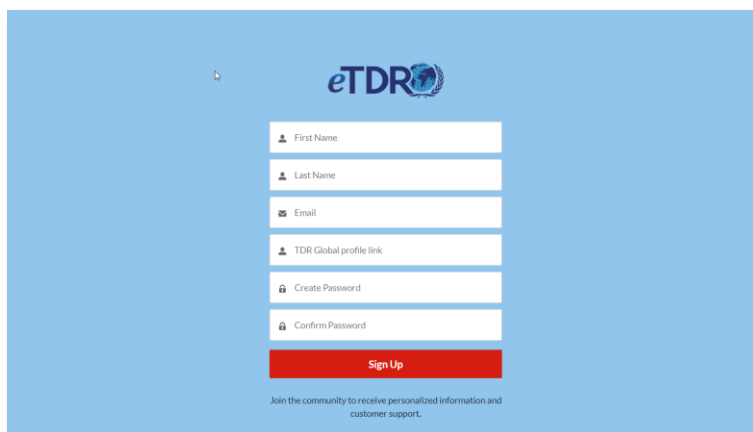 eTDR
First Name
Last Name
Email
TDR Global profile link
Create Password
Confirm Password
Sign Up
Join the community to receive personalized information and
customer support.